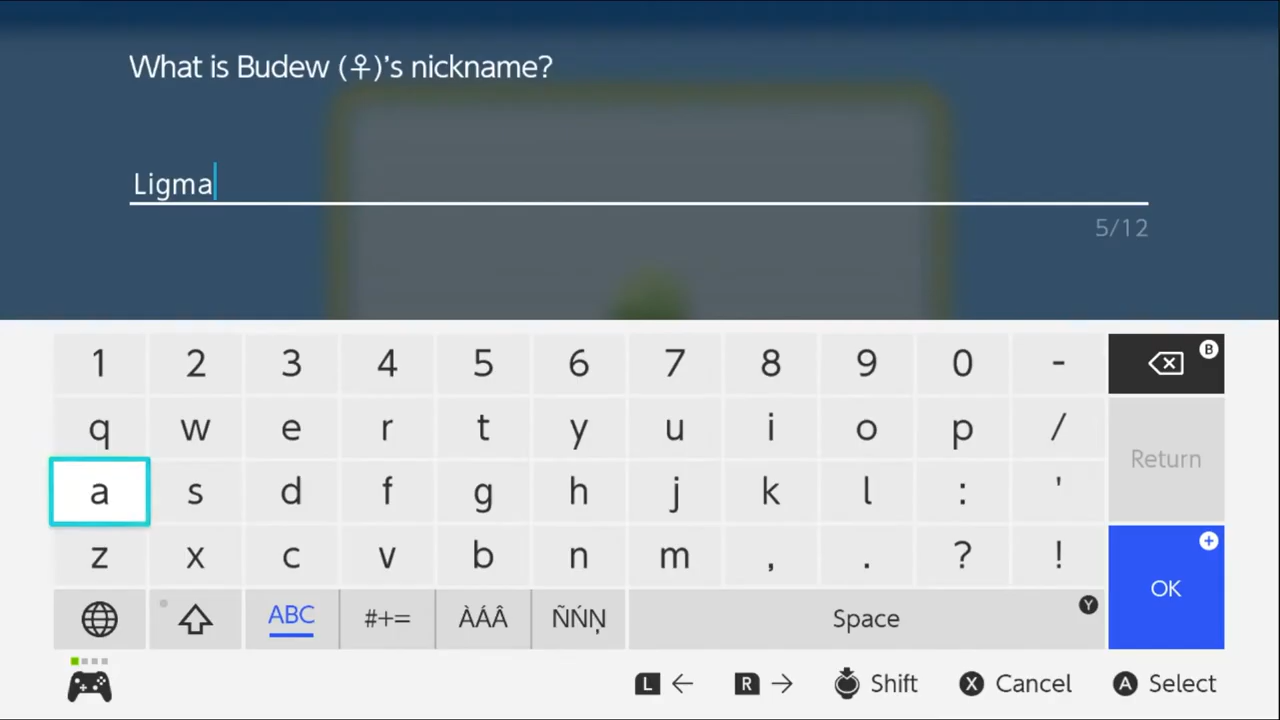 What is Budew (♀)'s nickname?
Ligma
5/12
1 2 3 4 5 6 7 8 9 0 - B
q w e r t y u i o p /
Return
a s d f g h j k l : '
z x c v b n m , . ? ! +
OK
ABC #+= ÀÁÂ ÑŃŅ Space Y
L ← R → Shift X Cancel A Select